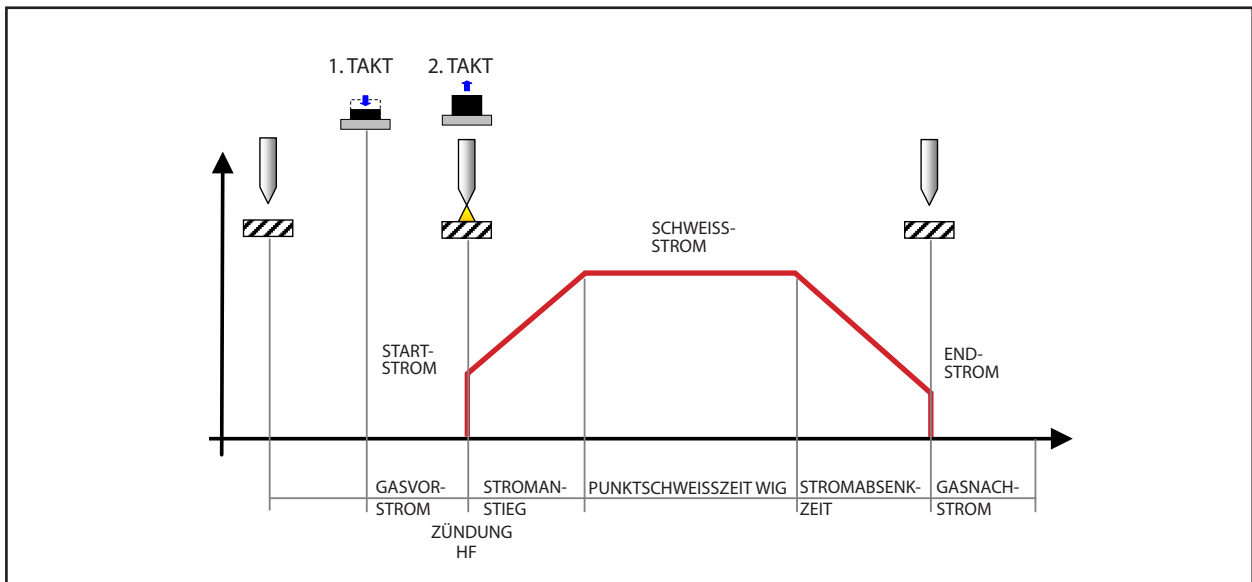 1. TAKT
2. TAKT
SCHWEISS-
STROM
START-
STROM
END-
STROM
GASVOR-
STROM
STROMAN-
STIEG
PUNKTSCHWEISSZEIT WIG
STROMABSENK-
ZEIT
GASNACH-
STROM
ZÜNDUNG
HF